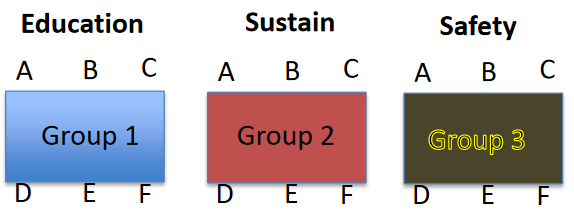 Education Sustain Safety
A B C A B C A B C
Group 1 Group 2 Group 3
D E F D E F D E F